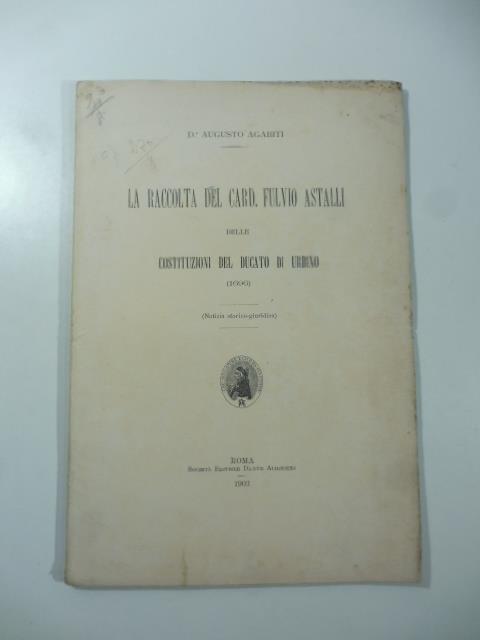 D.r AUGUSTO AGABITI
LA RACCOLTA DEL CARD. FULVIO ASTALLI
DELLE
COSTITUZIONI DEL DUCATO DI URBINO
(1696)
(Notizia storico-giuridica)
ROMA
SOCIETÀ EDITRICE DANTE ALIGHIERI